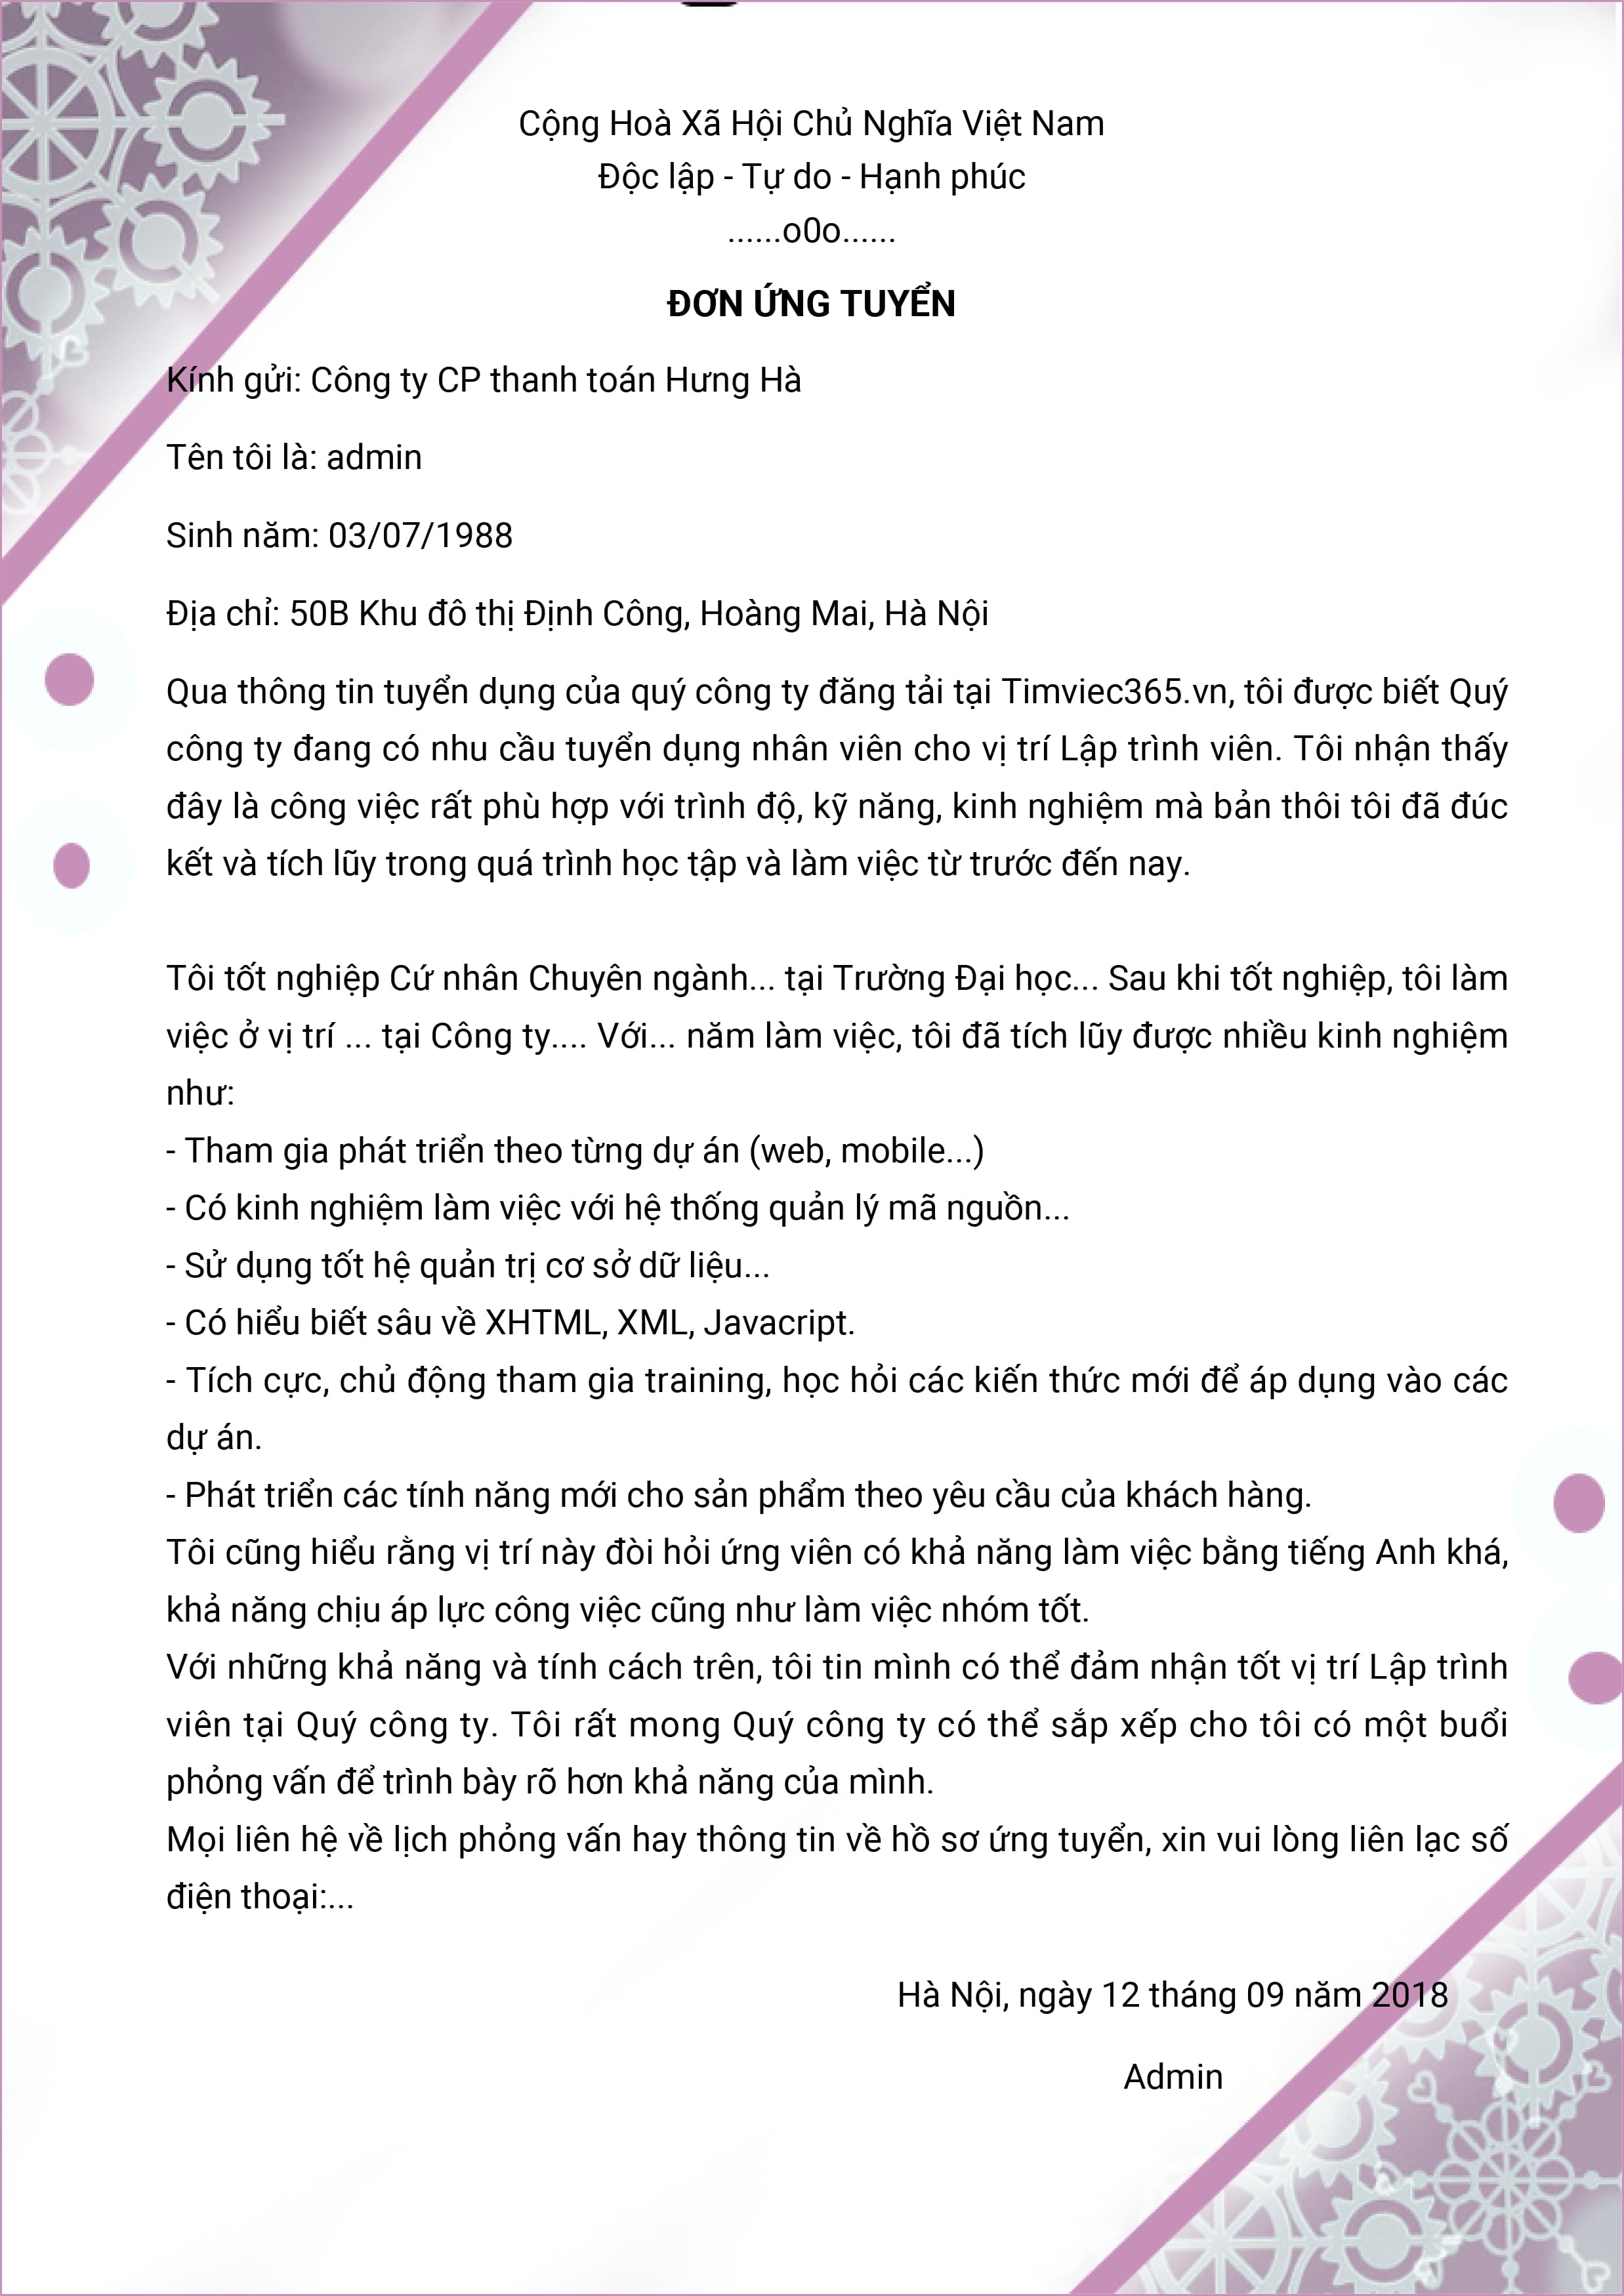 Cộng Hoà Xã Hội Chủ Nghĩa Việt Nam
Độc lập - Tự do - Hạnh phúc
......o0o......
ĐƠN ỨNG TUYỂN
Kính gửi: Công ty CP thanh toán Hưng Hà
Tên tôi là: admin
Sinh năm: 03/07/1988
Địa chỉ: 50B Khu đô thị Định Công, Hoàng Mai, Hà Nội
Qua thông tin tuyển dụng của quý công ty đăng tải tại Timviec365.vn, tôi được biết Quý
công ty đang có nhu cầu tuyển dụng nhân viên cho vị trí Lập trình viên. Tôi nhận thấy
đây là công việc rất phù hợp với trình độ, kỹ năng, kinh nghiệm mà bản thôi tôi đã đúc
kết và tích lũy trong quá trình học tập và làm việc từ trước đến nay.
Tôi tốt nghiệp Cứ nhân Chuyên ngành... tại Trường Đại học... Sau khi tốt nghiệp, tôi làm
việc ở vị trí ... tại Công ty.... Với... năm làm việc, tôi đã tích lũy được nhiều kinh nghiệm
như:
- Tham gia phát triển theo từng dự án (web, mobile...)
- Có kinh nghiệm làm việc với hệ thống quản lý mã nguồn...
- Sử dụng tốt hệ quản trị cơ sở dữ liệu...
- Có hiểu biết sâu về XHTML, XML, Javacript.
- Tích cực, chủ động tham gia training, học hỏi các kiến thức mới để áp dụng vào các
dự án.
- Phát triển các tính năng mới cho sản phẩm theo yêu cầu của khách hàng.
Tôi cũng hiểu rằng vị trí này đòi hỏi ứng viên có khả năng làm việc bằng tiếng Anh khá,
khả năng chịu áp lực công việc cũng như làm việc nhóm tốt.
Với những khả năng và tính cách trên, tôi tin mình có thể đảm nhận tốt vị trí Lập trình
viên tại Quý công ty. Tôi rất mong Quý công ty có thể sắp xếp cho tôi có một buổi
phỏng vấn để trình bày rõ hơn khả năng của mình.
Mọi liên hệ về lịch phỏng vấn hay thông tin về hồ sơ ứng tuyển, xin vui lòng liên lạc số
điện thoại:...
Hà Nội, ngày 12 tháng 09 năm 2018
Admin